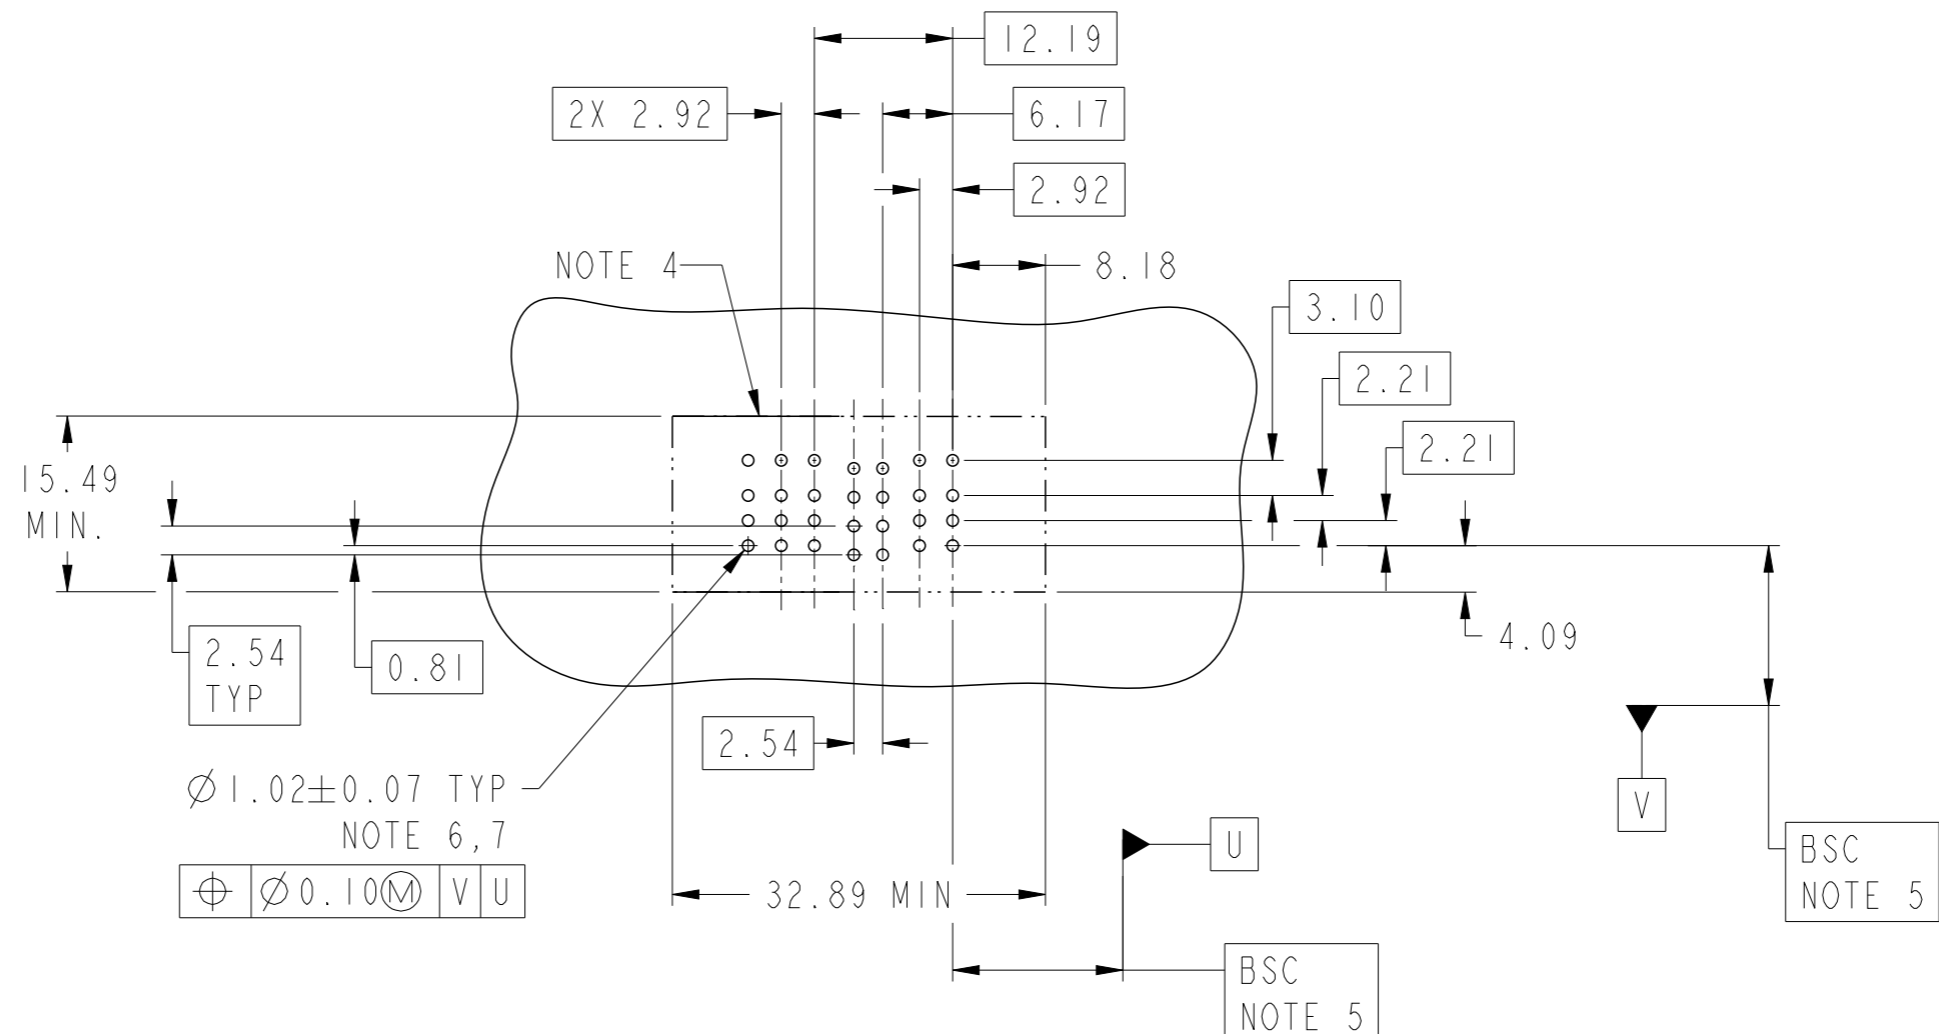 12.19
2X 2.92
6.17
2.92
NOTE 4
8.18
3.10
2.21
2.21
15.49
MIN.
2.54
TYP
0.81
4.09
2.54
Ø1.02±0.07 TYP
NOTE 6,7
⌖ Ø0.10Ⓜ V U
32.89 MIN
U
V
BSC
NOTE 5
BSC
NOTE 5